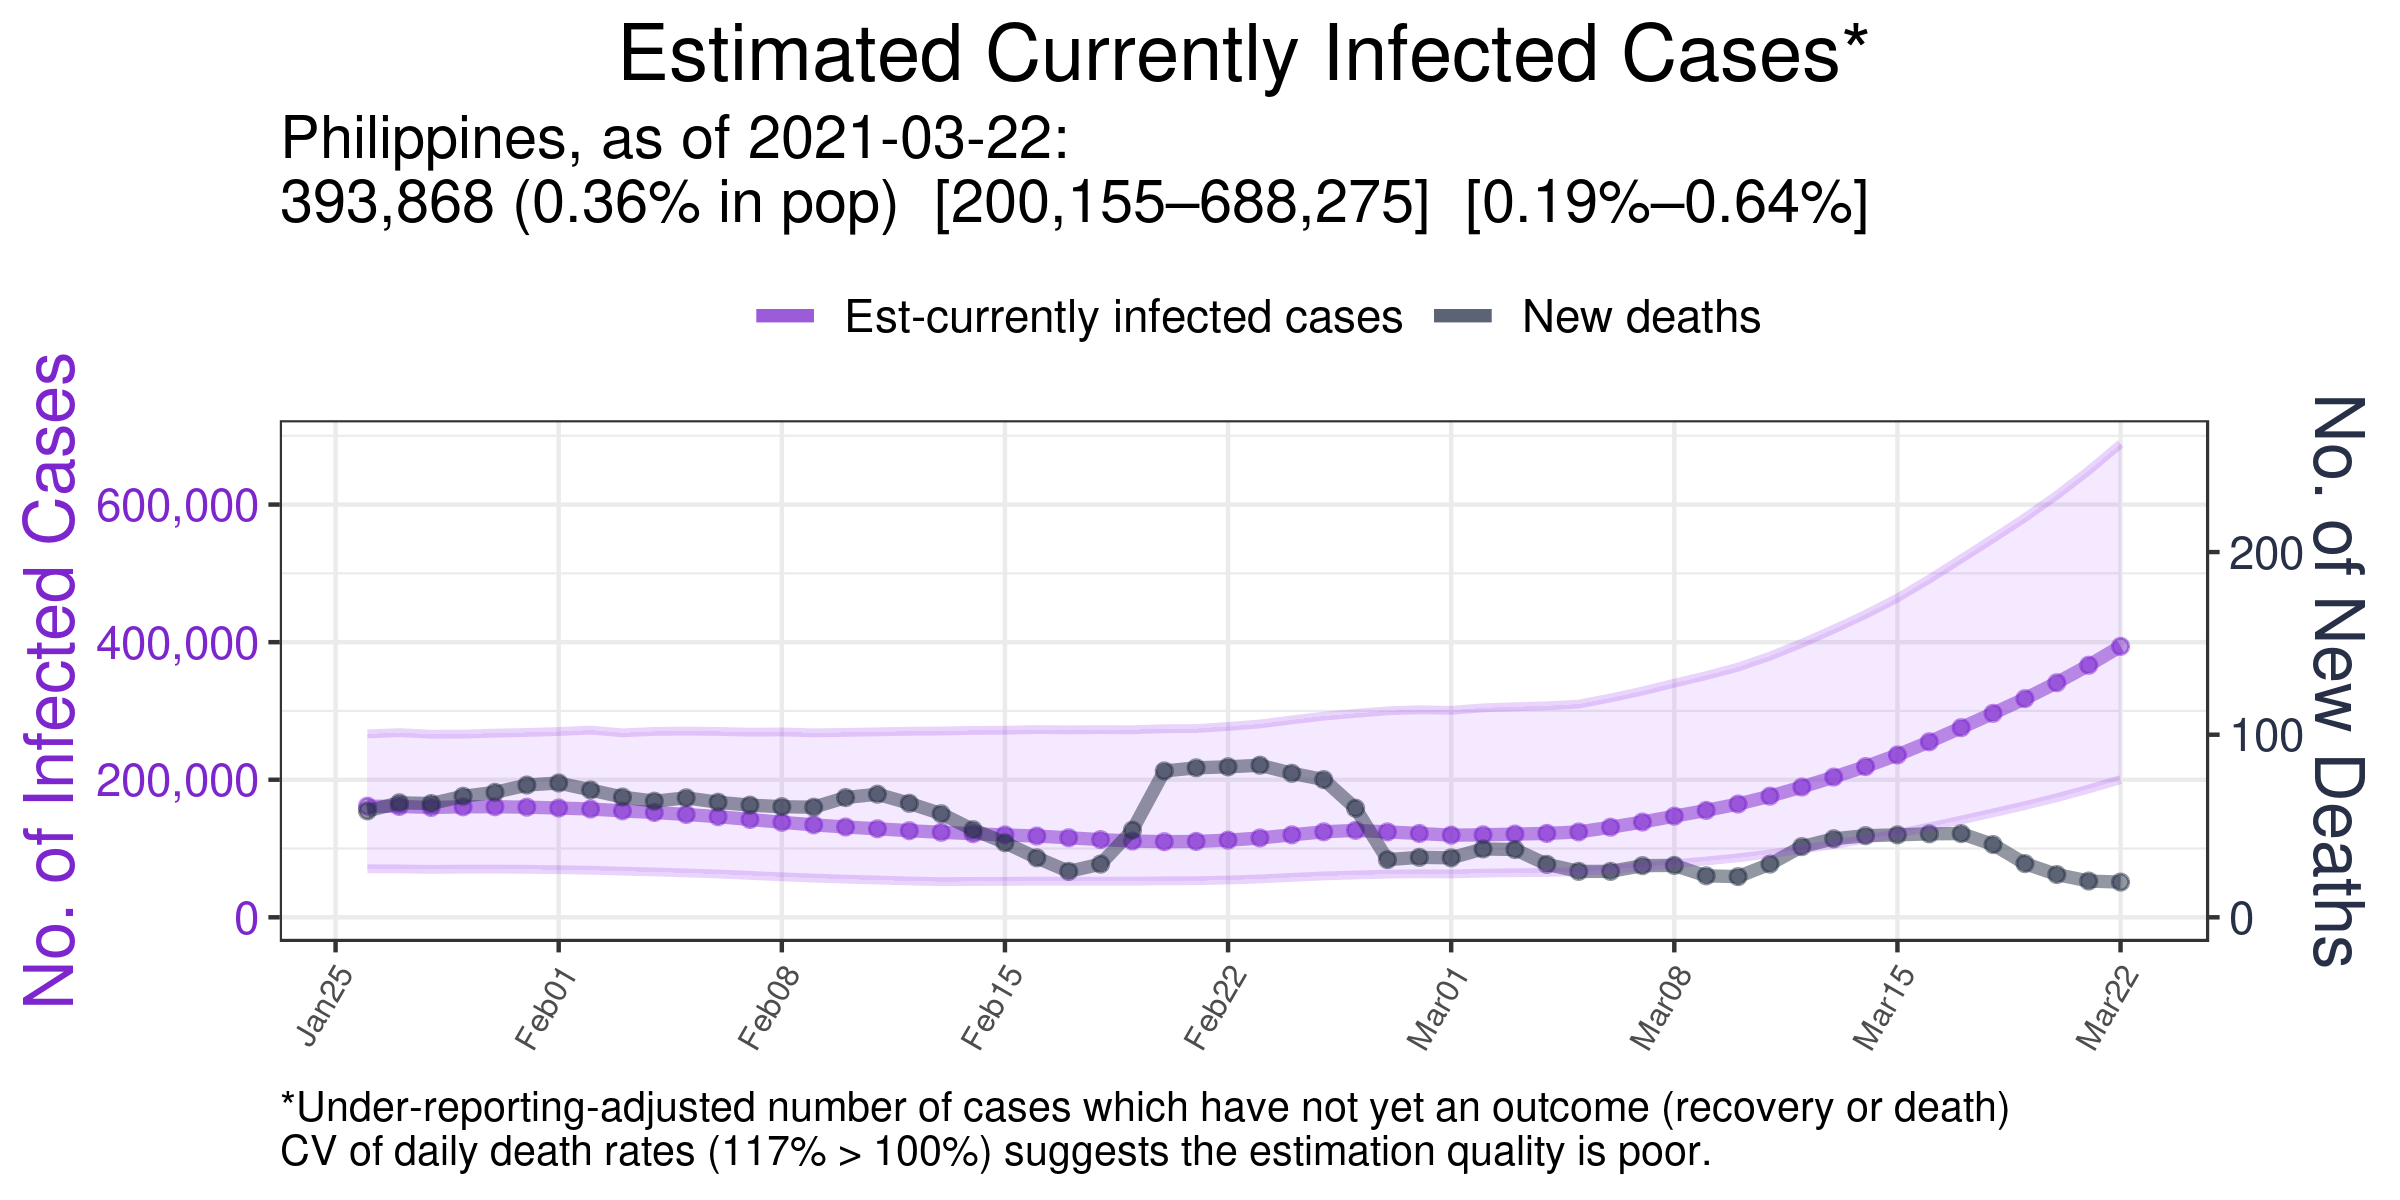 Estimated Currently Infected Cases*
Philippines, as of 2021-03-22:
393,868 (0.36% in pop) [200,155–688,275] [0.19%–0.64%]
Est-currently infected cases
New deaths
No. of Infected Cases
600,000
400,000
200,000
0
200
100
0
No. of New Deaths
Jan25
Feb01
Feb08
Feb15
Feb22
Mar01
Mar08
Mar15
Mar22
*Under-reporting-adjusted number of cases which have not yet an outcome (recovery or death)
CV of daily death rates (117% > 100%) suggests the estimation quality is poor.